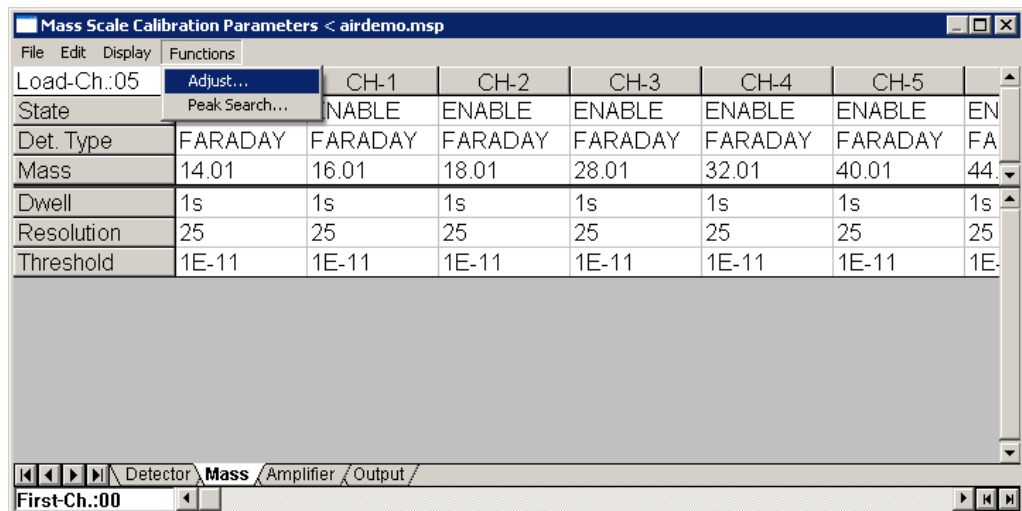 Mass Scale Calibration Parameters < airdemo.msp
File Edit Display Functions
Adjust...
Peak Search...
Load-Ch.:05 CH-1 CH-2 CH-3 CH-4 CH-5
State ENABLE ENABLE ENABLE ENABLE ENABLE EN
Det. Type FARADAY FARADAY FARADAY FARADAY FARADAY FARADAY FA
Mass 14.01 16.01 18.01 28.01 32.01 40.01 44.
Dwell 1s 1s 1s 1s 1s 1s 1s
Resolution 25 25 25 25 25 25 25
Threshold 1E-11 1E-11 1E-11 1E-11 1E-11 1E-11 1E-
Detector Mass Amplifier Output
First-Ch.:00